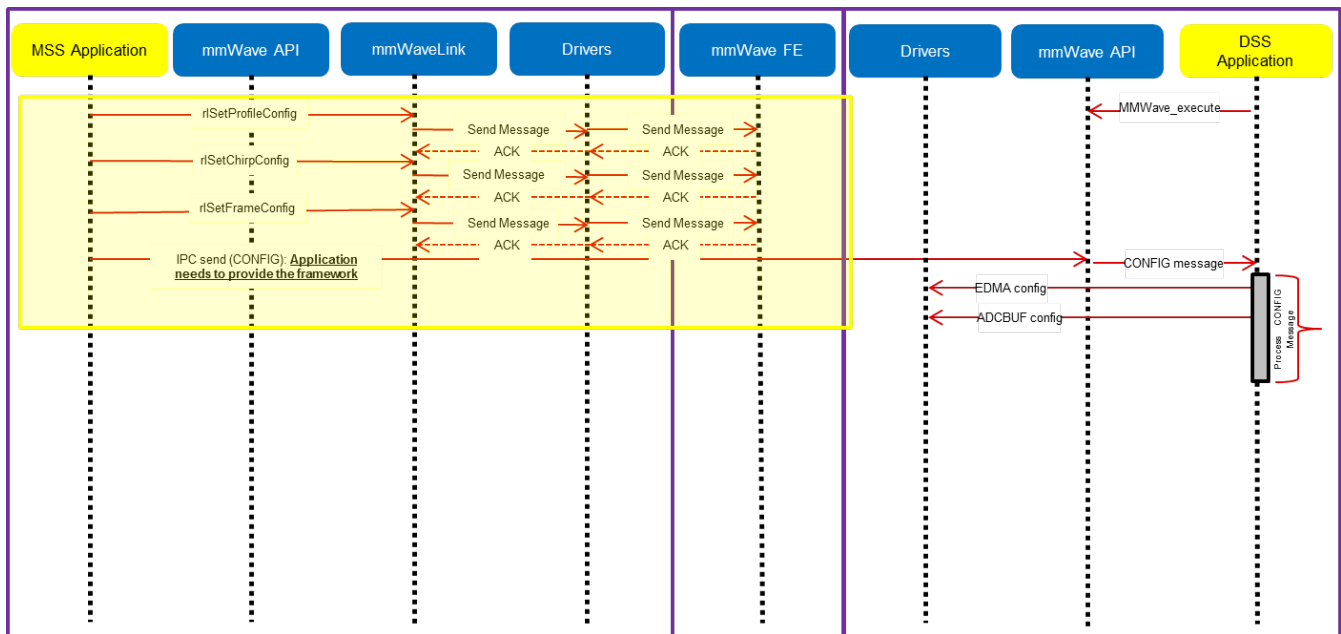 MSS Application
mmWave API
mmWaveLink
Drivers
mmWave FE
Drivers
mmWave API
DSS
Application
MMWave_execute
rlSetProfileConfig
Send Message
Send Message
ACK
ACK
rlSetChirpConfig
Send Message
Send Message
ACK
ACK
rlSetFrameConfig
Send Message
Send Message
ACK
ACK
IPC send (CONFIG): Application
needs to provide the framework
CONFIG message
EDMA config
ADCBUF config
Process CONFIG
Message